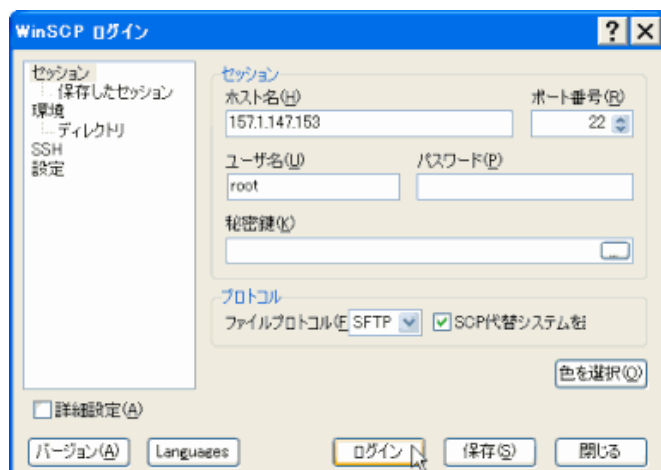 WinSCP ログイン
セッション
保存したセッション
環境
ディレクトリ
SSH
設定
セッション
ホスト名(H)
ポート番号(R)
157.1.147.153
22
ユーザ名(U)
パスワード(P)
root
秘密鍵(K)
...
プロトコル
ファイルプロトコル(E
SFTP
SCP代替システムを
色を選択(O)
詳細設定(A)
バージョン(A)
Languages
ログイン
保存(S)
閉じる